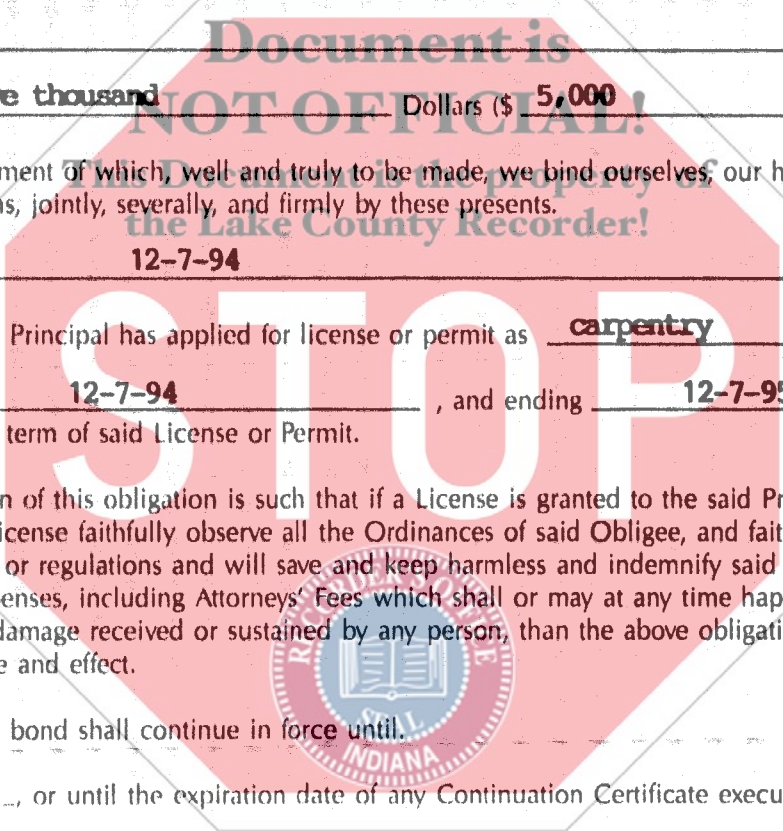 Document is
e thousand Dollars ($ 5,000
NOT OFFICIAL!
ment of which, well and truly to be made, we bind ourselves, our h
This Document is the property of
s, jointly, severally, and firmly by these presents.
the Lake County Recorder!
12-7-94
STOP
Principal has applied for license or permit as carpentry
12-7-94 , and ending 12-7-95
term of said License or Permit.
n of this obligation is such that if a License is granted to the said Pr
icense faithfully observe all the Ordinances of said Obligee, and fait
or regulations and will save and keep harmless and indemnify said
enses, including Attorneys' Fees which shall or may at any time hap
damage received or sustained by any person, than the above obligati
e and effect.
RECORDER'S OFFICE
SEAL
INDIANA
bond shall continue in force until.
, or until the expiration date of any Continuation Certificate execu